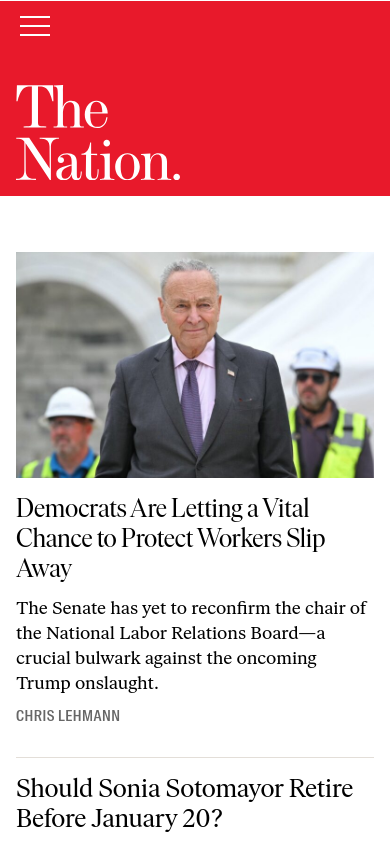 The
Nation.
Democrats Are Letting a Vital
Chance to Protect Workers Slip
Away
The Senate has yet to reconfirm the chair of
the National Labor Relations Board—a
crucial bulwark against the oncoming
Trump onslaught.
CHRIS LEHMANN
Should Sonia Sotomayor Retire
Before January 20?